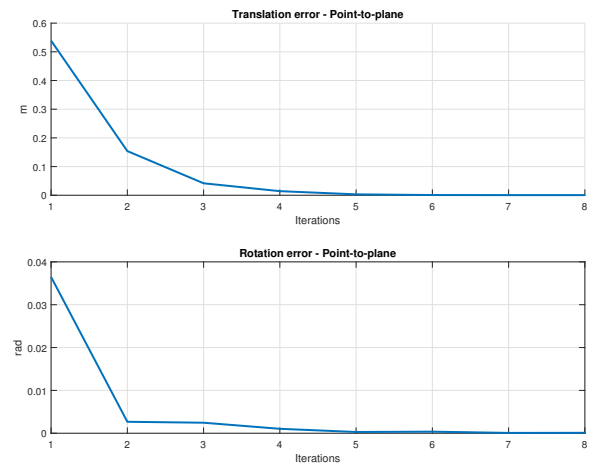 Translation error - Point-to-plane
0.6
0.5
0.4
0.3
0.2
0.1
0
m
1 2 3 4 5 6 7 8
Iterations
Rotation error - Point-to-plane
0.04
0.03
0.02
0.01
0
rad
1 2 3 4 5 6 7 8
Iterations